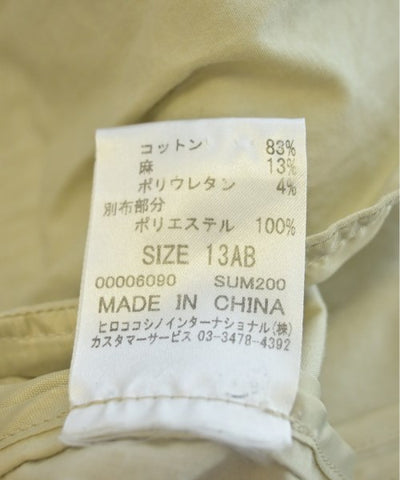 コットン 83%
麻 13%
ポリウレタン 4%
別布部分
ポリエステル 100%
SIZE 13AB
00006090 SUM200
MADE IN CHINA
ヒロココシノインターナショナル(株)
カスタマーサービス 03-3478-4392